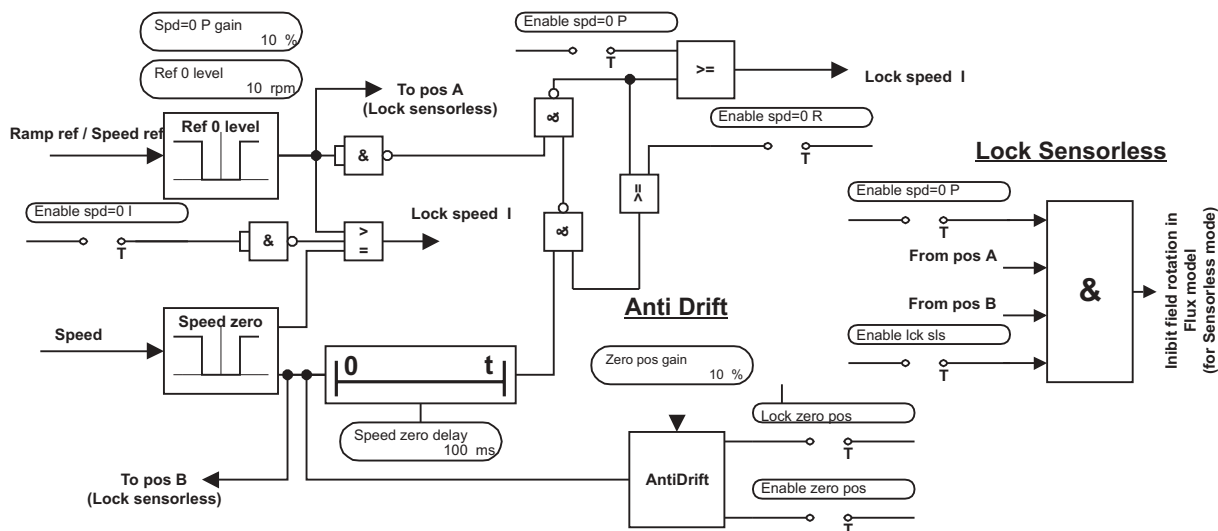 Spd=0 P gain
10 %
Ref 0 level
10 rpm
Enable spd=0 P
T
>=
Lock speed I
To pos A
(Lock sensorless)
Ramp ref / Speed ref
Ref 0 level
&
&
Enable spd=0 R
T
Lock Sensorless
Enable spd=0 I
T
&
>
=
Lock speed I
&
>=
Enable spd=0 P
T
From pos A
From pos B
Enable lck sls
T
&
Inibit field rotation in
Flux model
(for Sensorless mode)
Speed
Speed zero
0 t
Speed zero delay
100 ms
To pos B
(Lock sensorless)
Anti Drift
Zero pos gain
10 %
AntiDrift
Lock zero pos
T
Enable zero pos
T